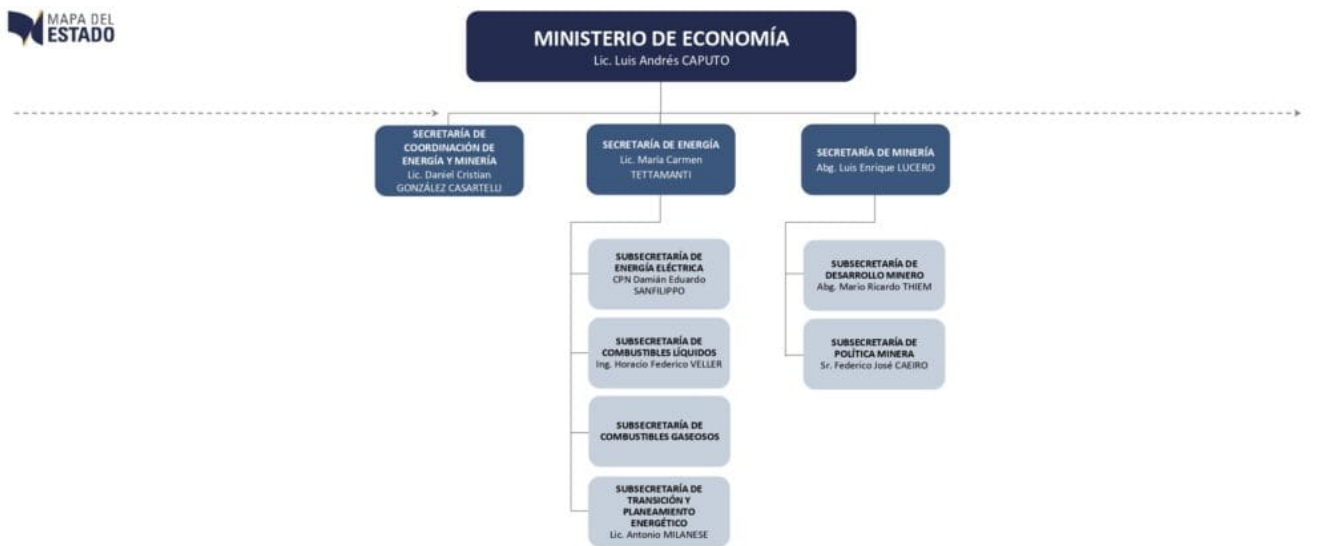 MAPA DEL
ESTADO
MINISTERIO DE ECONOMÍA
Lic. Luis Andrés CAPUTO
SECRETARÍA DE
COORDINACIÓN DE
ENERGÍA Y MINERÍA
Lic. Daniel Cristian
GONZÁLEZ CASARTELLI
SECRETARÍA DE ENERGÍA
Lic. María Carmen
TETTAMANTI
SECRETARÍA DE MINERÍA
Abg. Luis Enrique LUCERO
SUBSECRETARÍA DE
ENERGÍA ELÉCTRICA
CPN Damián Eduardo
SANFILIPPO
SUBSECRETARÍA DE
COMBUSTIBLES LÍQUIDOS
Ing. Horacio Federico VELLER
SUBSECRETARÍA DE
COMBUSTIBLES GASEOSOS
SUBSECRETARÍA DE
TRANSICIÓN Y
PLANEAMIENTO
ENERGÉTICO
Lic. Antonio MILANESE
SUBSECRETARÍA DE
DESARROLLO MINERO
Abg. Mario Ricardo THIEM
SUBSECRETARÍA DE
POLÍTICA MINERA
Sr. Federico José CAEIRO